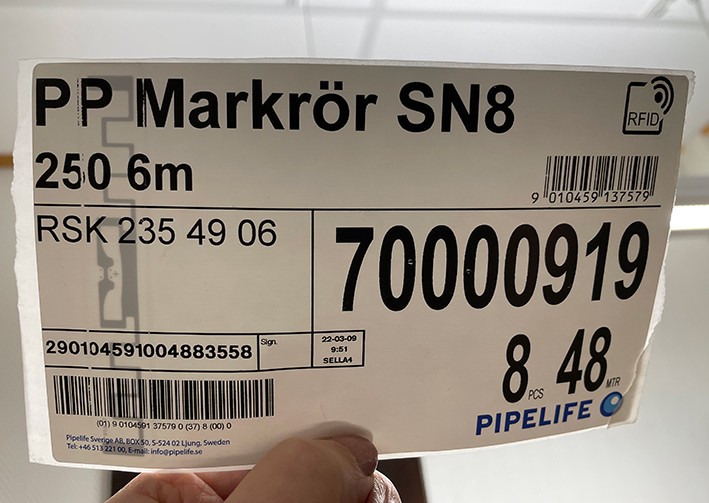 PP Markrör SN8
RFID
250 6m
9 010459 137579
RSK 235 49 06
70000919
290104591004883558
Sign.
22-03-09
9:51
SELLA4
8 PCS 48 MTR
(01) 9 0104591 37579 0 (37) 8 (00) 0
PIPELIFE
Pipelife Sverige AB, BOX 50, S-524 02 Ljung, Sweden
Tel: +46 513 221 00, E-mail: info@pipelife.se